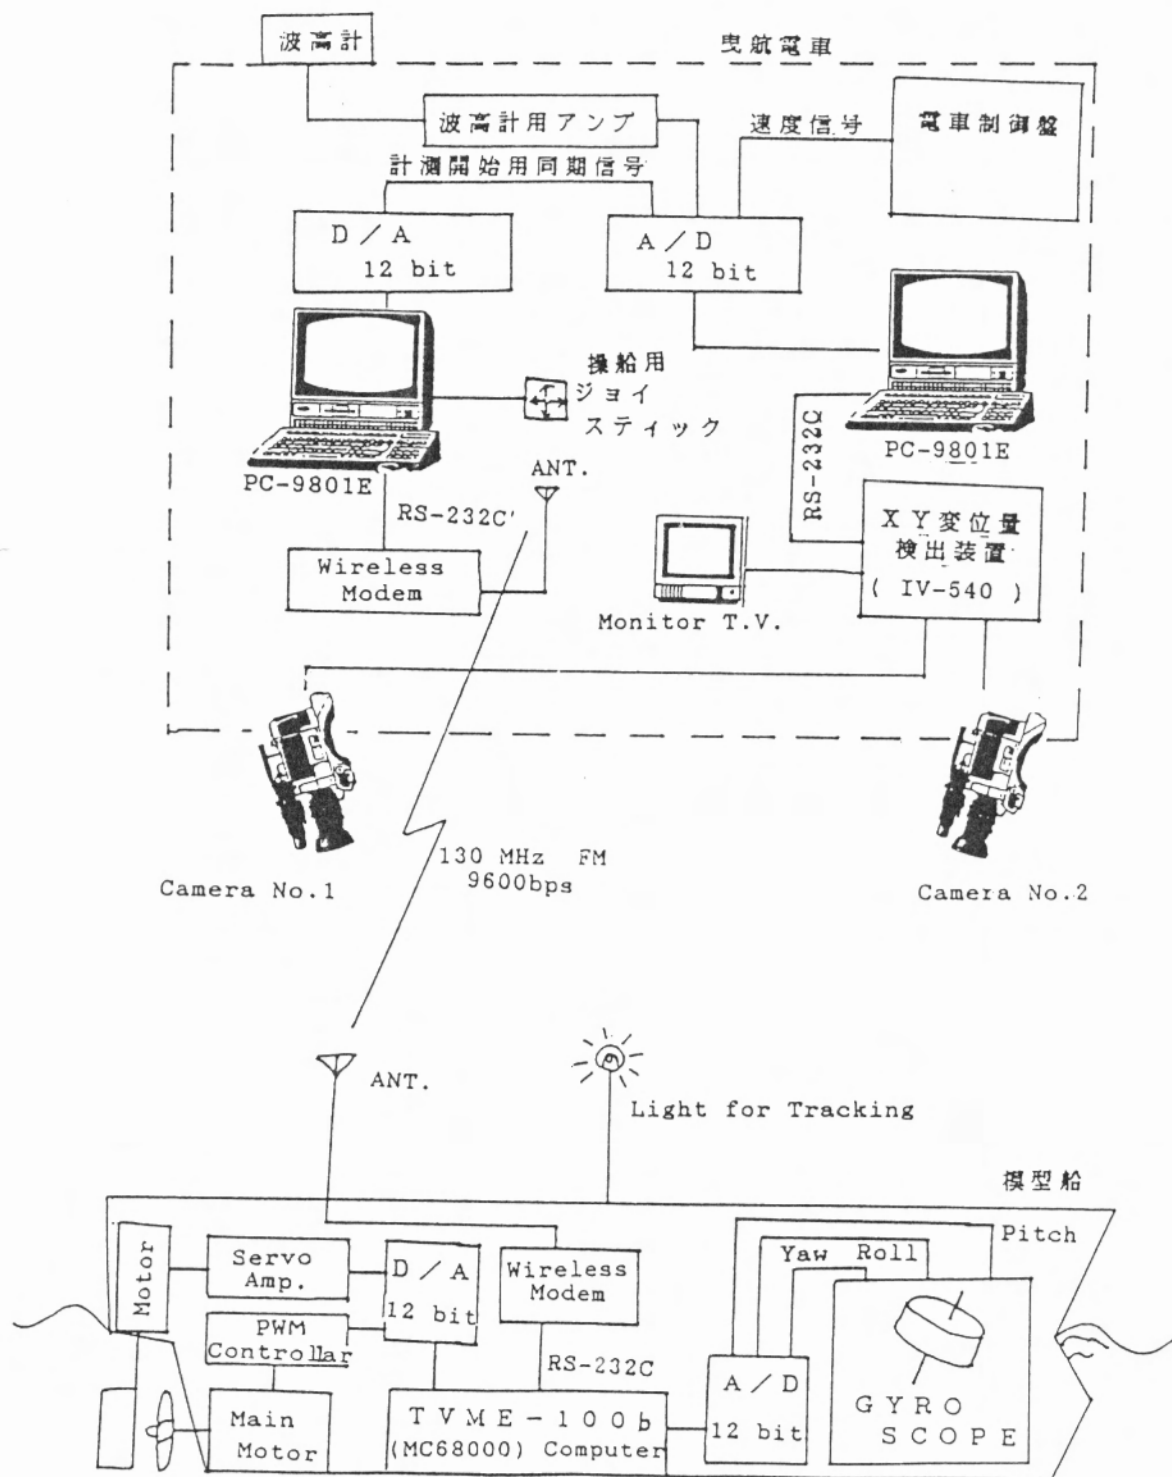 波高計
曳航電車
波高計用アンプ
速度信号
電車制御盤
計測開始用同期信号
D／A
12 bit
A／D
12 bit
操船用
ジョイ
スティック
PC-9801E
PC-9801E
ANT.
RS-232C
RS-232C
Wireless
Modem
XY変位量
検出装置
( IV-540 )
Monitor T.V.
130 MHz FM
9600bps
Camera No.1
Camera No.2
ANT.
Light for Tracking
模型船
Motor
Servo
Amp.
D／A
12 bit
Wireless
Modem
Pitch
Yaw
Roll
PWM
Controllar
RS-232C
Main
Motor
TVME-100b
(MC68000) Computer
A／D
12 bit
GYRO
SCOPE